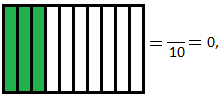 = /10 = 0,